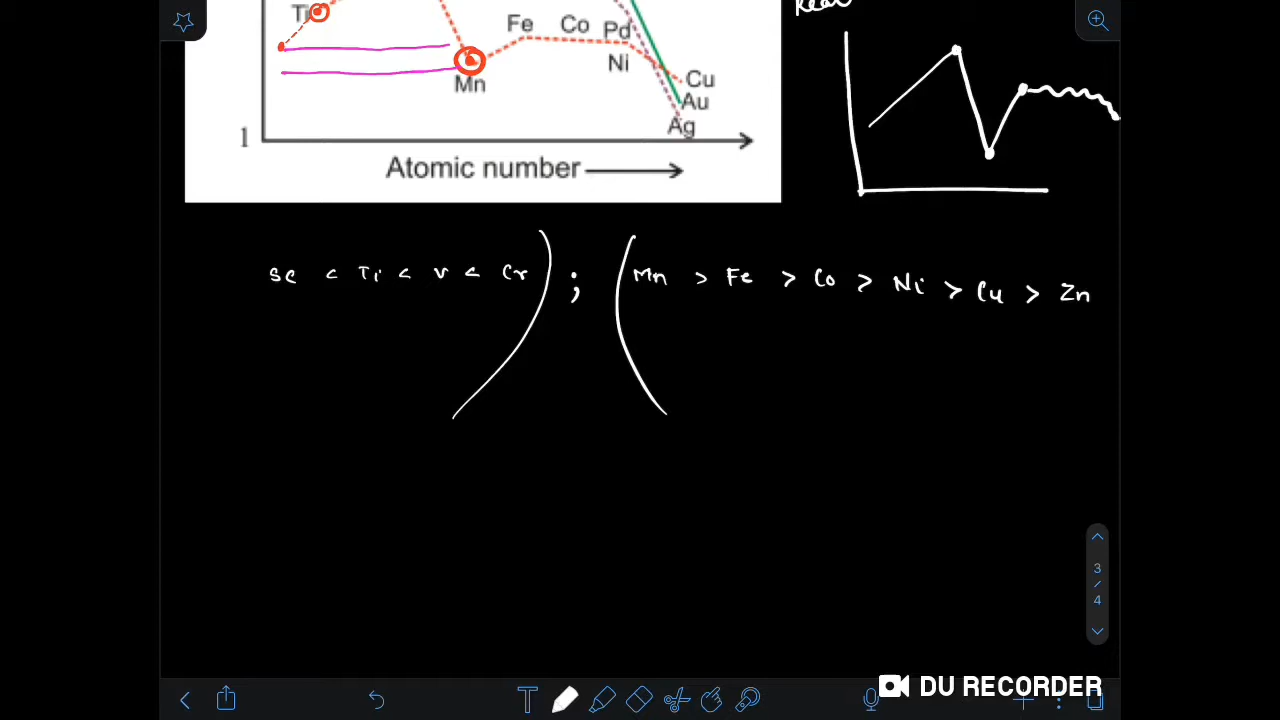 Real
Ti
Fe Co Pd
Ni
Mn
Cu
Au
Ag
1
Atomic number
Sc < Ti < V < Cr ) ; ( Mn > Fe > Co > Ni > Cu > Zn
3
/
4
T
DU RECORDER